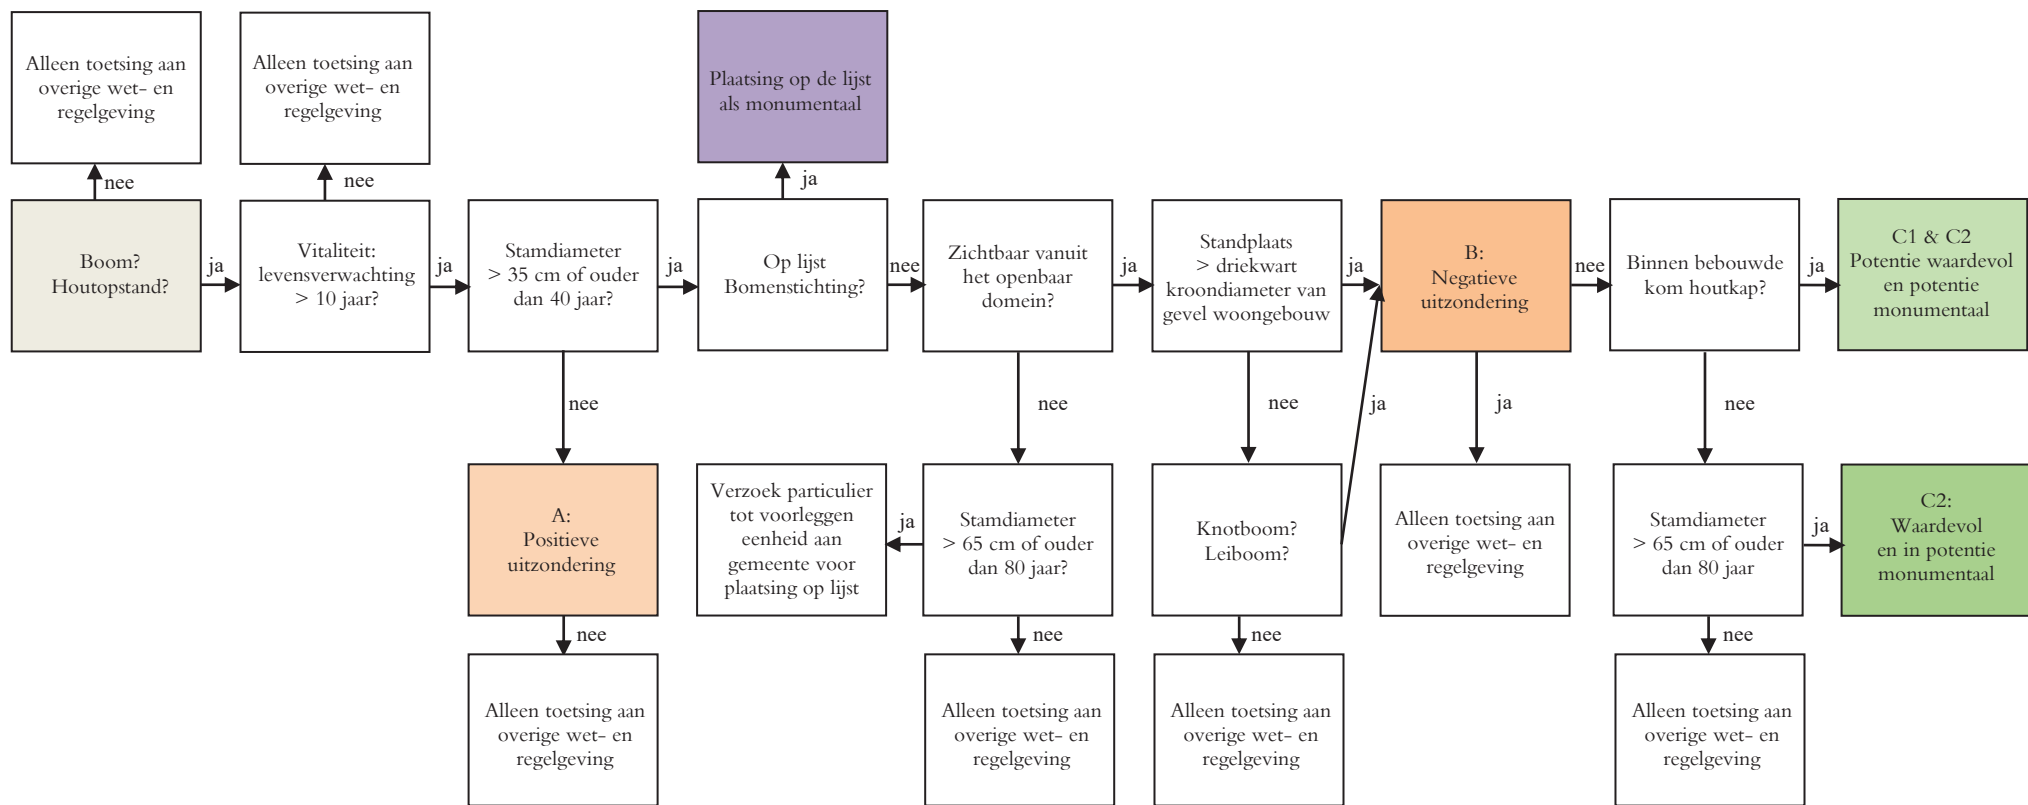 Alleen toetsing aan
overige wet- en
regelgeving
Alleen toetsing aan
overige wet- en
regelgeving
Plaatsing op de lijst
als monumentaal
nee
nee
ja
Boom?
Houtopstand?
ja
Vitaliteit:
levensverwachting
> 10 jaar?
ja
Stamdiameter
> 35 cm of ouder
dan 40 jaar?
ja
Op lijst
Bomenstichting?
nee
Zichtbaar vanuit
het openbaar
domein?
ja
Standplaats
> driekwart
kroondiameter van
gevel woongebouw
ja
B:
Negatieve
uitzondering
nee
Binnen bebouwde
kom houtkap?
ja
C1 & C2
Potentie waardevol
en potentie
monumentaal
nee
nee
nee
ja
ja
nee
A:
Positieve
uitzondering
Verzoek particulier
tot voorleggen
eenheid aan
gemeente voor
plaatsing op lijst
ja
Stamdiameter
> 65 cm of ouder
dan 80 jaar?
Knotboom?
Leiboom?
Alleen toetsing aan
overige wet- en
regelgeving
Stamdiameter
> 65 cm of ouder
dan 80 jaar
ja
C2:
Waardevol
en in potentie
monumentaal
nee
nee
nee
nee
Alleen toetsing aan
overige wet- en
regelgeving
Alleen toetsing aan
overige wet- en
regelgeving
Alleen toetsing aan
overige wet- en
regelgeving
Alleen toetsing aan
overige wet- en
regelgeving